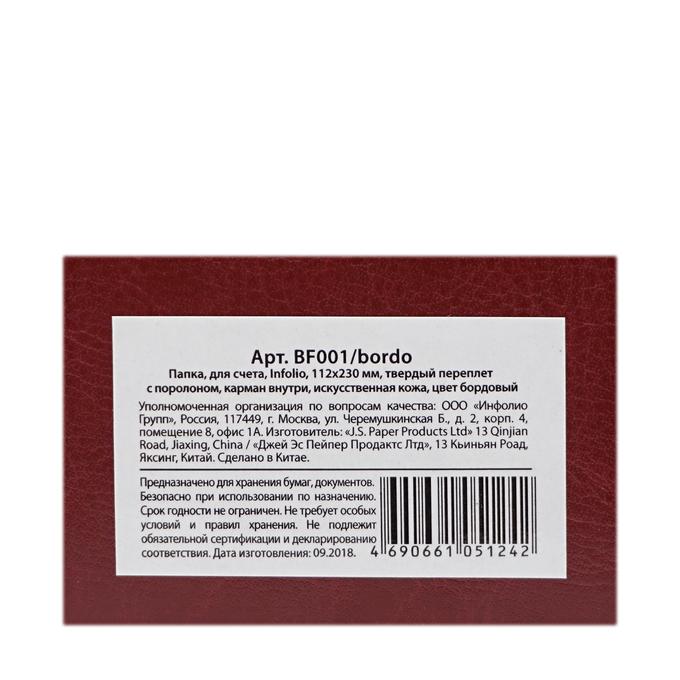 Арт. BF001/bordo
Папка, для счета, Infolio, 112х230 мм, твердый переплет
с поролоном, карман внутри, искусственная кожа, цвет бордовый
Уполномоченная организация по вопросам качества: ООО «Инфолио
Групп», Россия, 117449, г. Москва, ул. Черемушкинская Б., д. 2, корп. 4,
помещение 8, офис 1А. Изготовитель: «J.S. Paper Products Ltd» 13 Qinjian
Road, Jiaxing, China / «Джей Эс Пейпер Продактс Лтд», 13 Кьиньян Роад,
Яксинг, Китай. Сделано в Китае.
Предназначено для хранения бумаг, документов.
Безопасно при использовании по назначению.
Срок годности не ограничен. Не требует особых
условий и правил хранения. Не подлежит
обязательной сертификации и декларированию
соответствия. Дата изготовления: 09.2018.
4 690661 051242